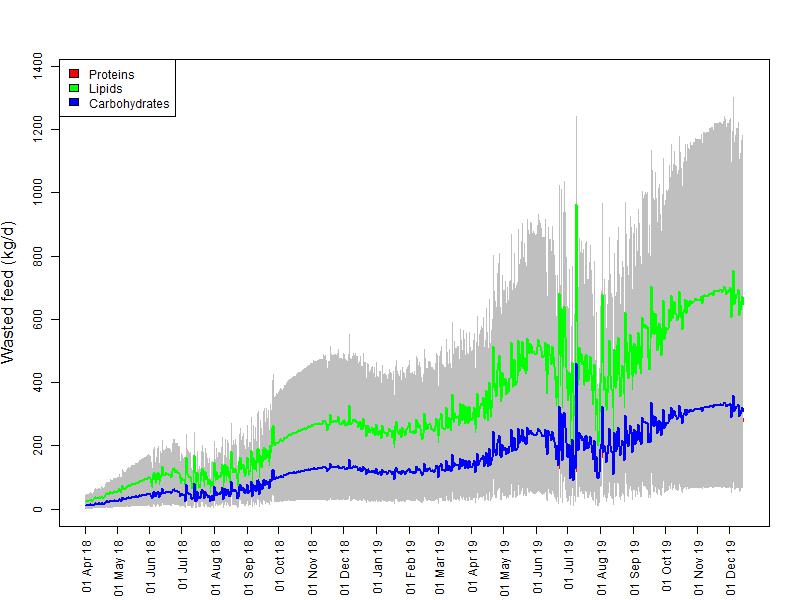 Proteins
Lipids
Carbohydrates
Wasted feed (kg/d)
1400
1200
1000
800
600
400
200
0
01 Apr 18
01 May 18
01 Jun 18
01 Jul 18
01 Aug 18
01 Sep 18
01 Oct 18
01 Nov 18
01 Dec 18
01 Jan 19
01 Feb 19
01 Mar 19
01 Apr 19
01 May 19
01 Jun 19
01 Jul 19
01 Aug 19
01 Sep 19
01 Oct 19
01 Nov 19
01 Dec 19